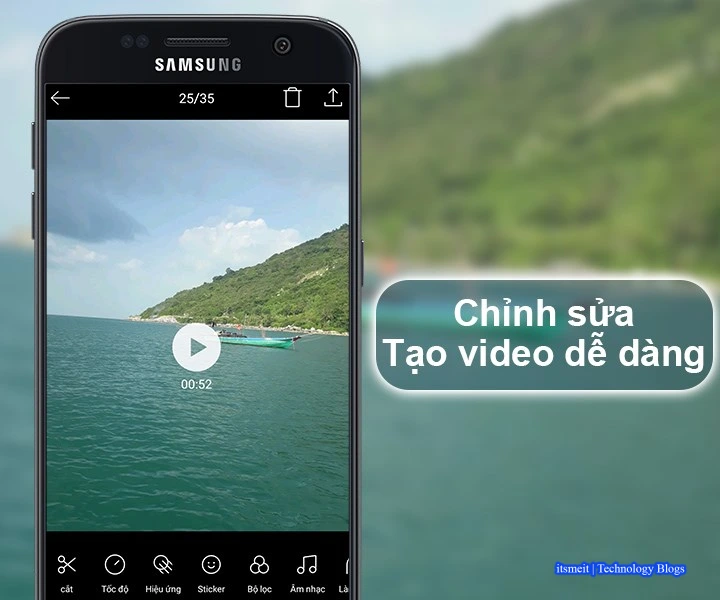 SAMSUNG
25/35
00:52
Chỉnh sửa
Tạo video dễ dàng
cắt
Tốc độ
Hiệu ứng
Sticker
Bộ lọc
Âm nhạc
itsmeit | Technology Blogs